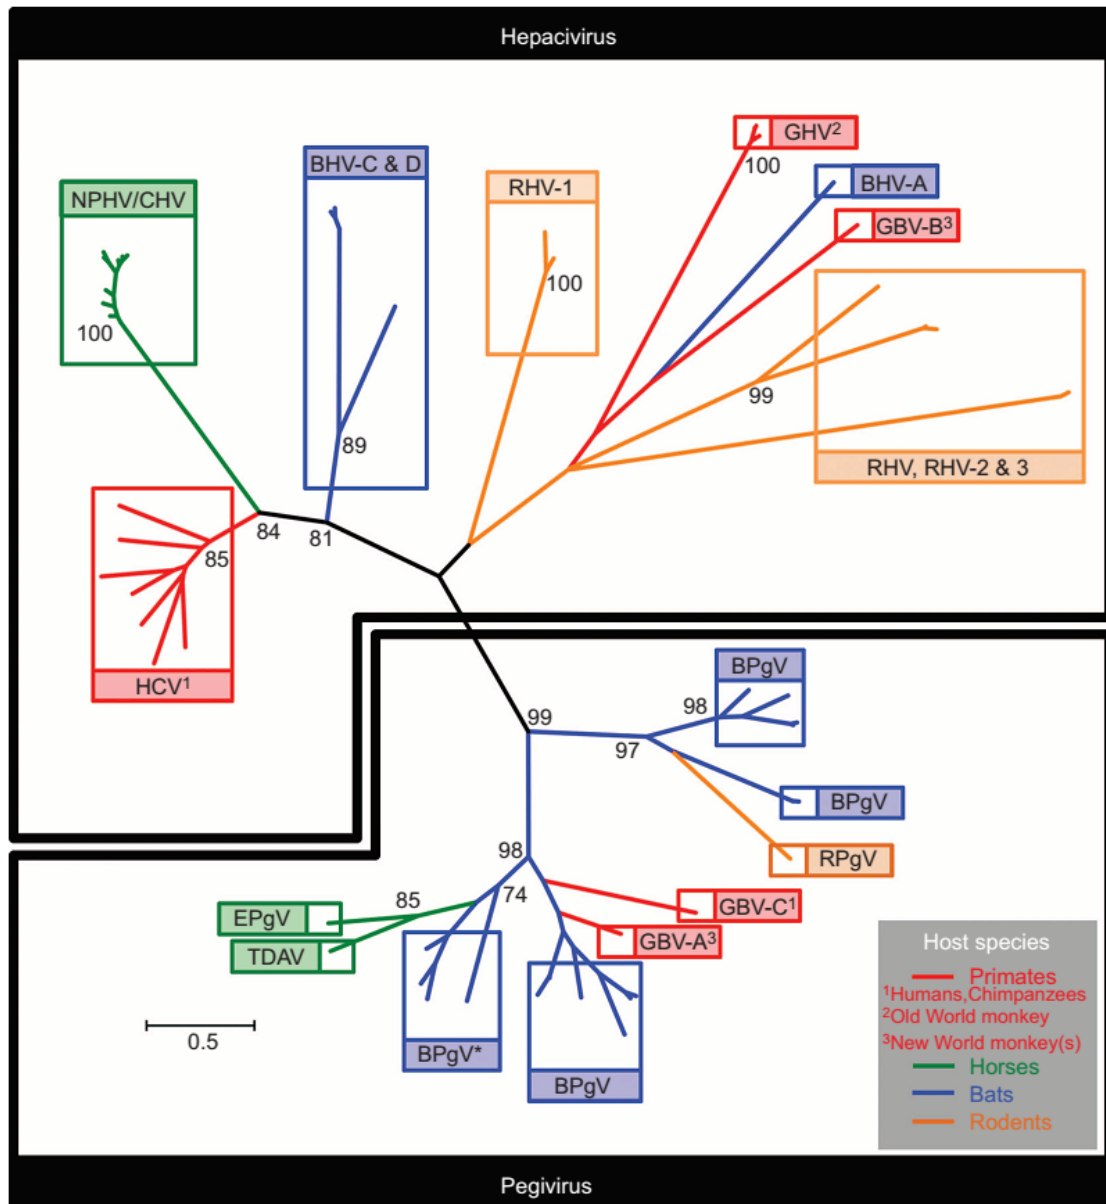 Hepacivirus
GHV²
100
BHV-A
GBV-B³
BHV-C & D
RHV-1
NPHV/CHV
100
100
99
RHV, RHV-2 & 3
89
84
81
85
HCV¹
BPgV
98
99
97
BPgV
RPgV
98
74
85
GBV-C¹
EPgV
GBV-A³
TDAV
0.5
BPgV*
BPgV
Host species
Primates
¹Humans,Chimpanzees
²Old World monkey
³New World monkey(s)
Horses
Bats
Rodents
Pegivirus